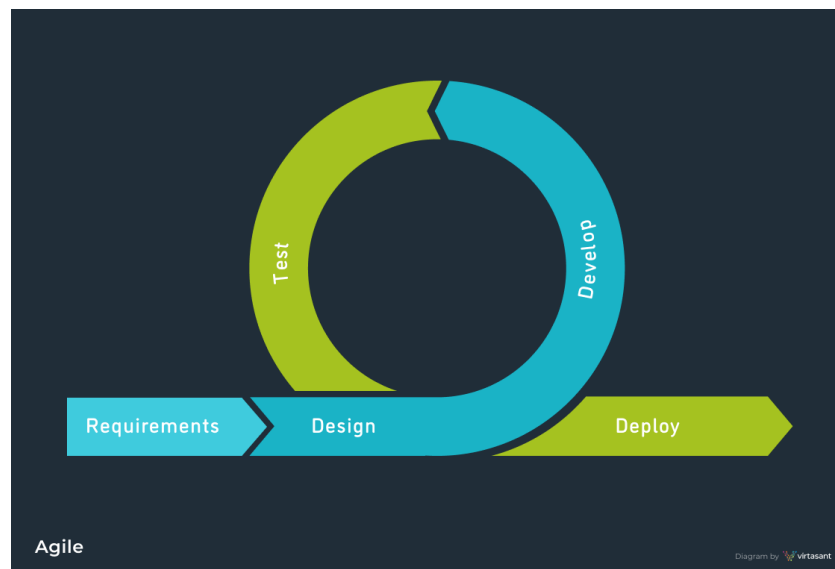 Test
Develop
Requirements
Design
Deploy
Agile
Diagram by virtasant